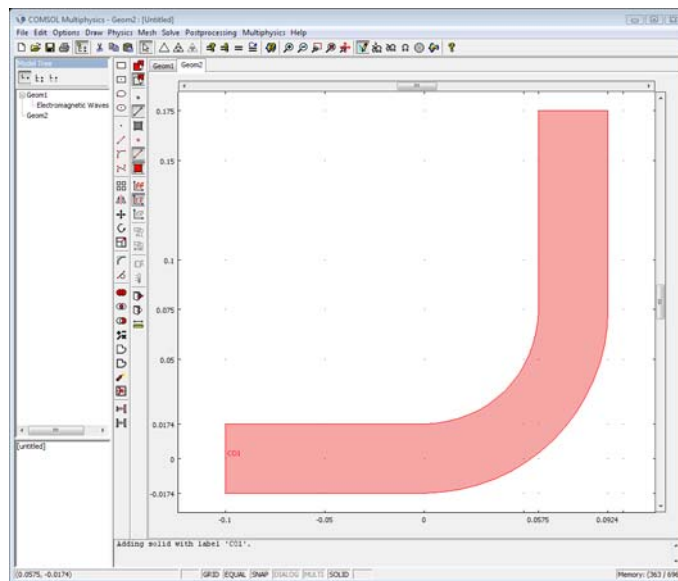 COMSOL Multiphysics - Geom2 : [Untitled]
File Edit Options Draw Physics Mesh Solve Postprocessing Multiphysics Help
Model Tree
Geom1 Geom2
Geom1
Electromagnetic Waves
Geom2
0.175
0.15
0.1
0.075
0.05
0.0174
0
-0.0174
CO1
-0.1 -0.05 0 0.0575 0.0924
[untitled]
Adding solid with label 'CO1'.
(0.0575, -0.0174) GRID EQUAL SNAP DIALOG MULTI SOLID Memory: (363 / 696